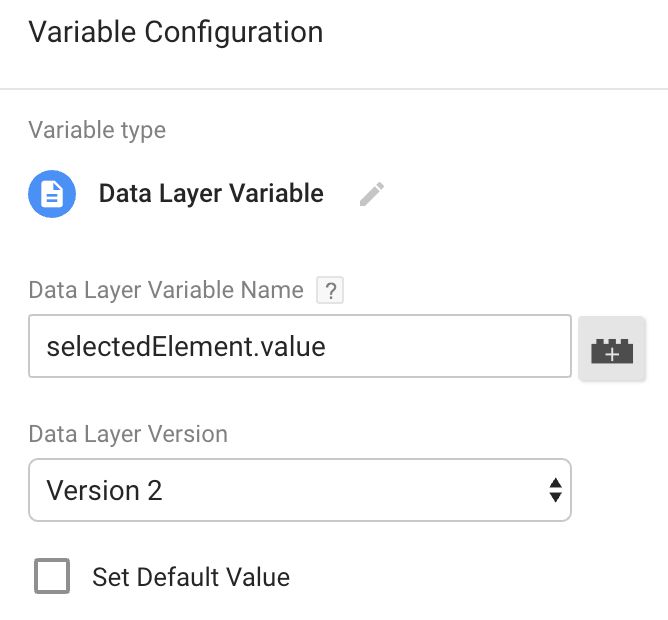 Variable Configuration
Variable type
Data Layer Variable
Data Layer Variable Name ?
selectedElement.value
Data Layer Version
Version 2
Set Default Value